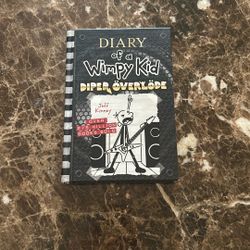 DIARY
of a
Wimpy Kid
DIPER ÖVERLÖDE
Jeff Kinney